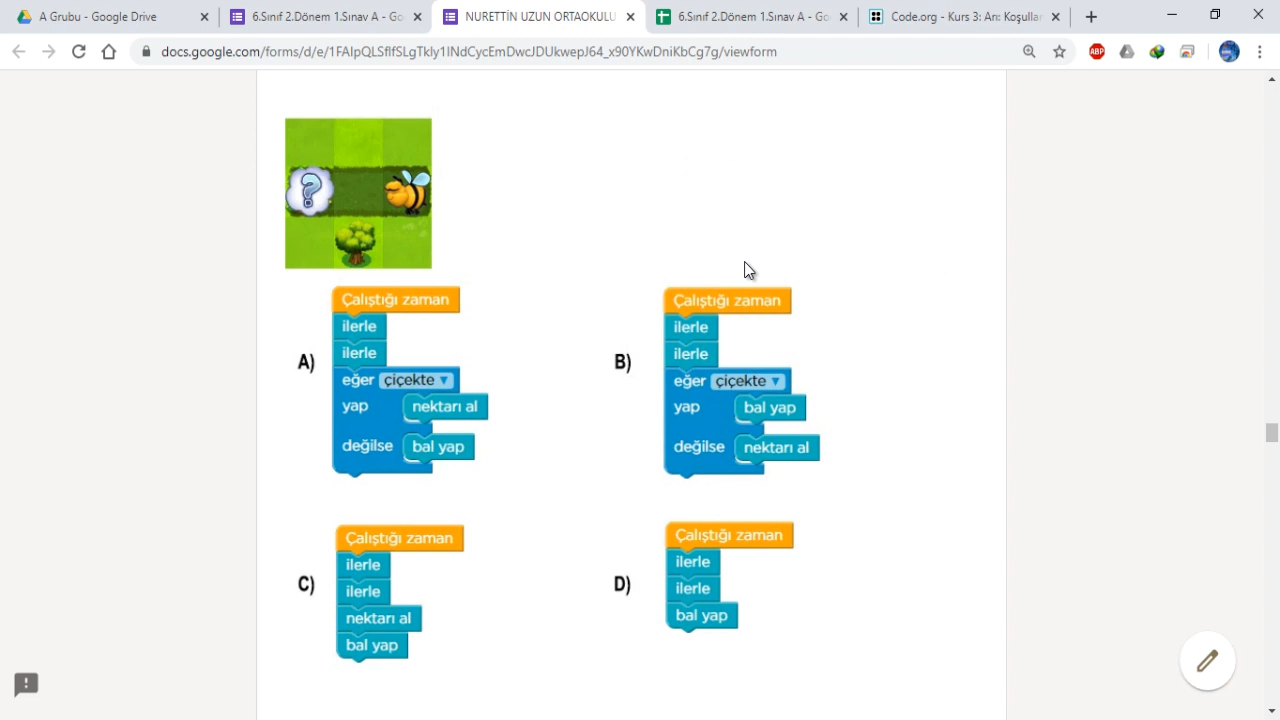 A Grubu - Google Drive
6.Sınıf 2.Dönem 1.Sınav A - G
NURETTİN UZUN ORTAOKULU
6.Sınıf 2.Dönem 1.Sınav A - Go
Code.org - Kurs 3: Arı: Koşullar
docs.google.com/forms/d/e/1FAIpQLSflfSLgTkly1INdCycEmDwcJDUkwepJ64_x90YKwDniKbCg7g/viewform
ABP
?
A)
Çalıştığı zaman
ilerle
ilerle
eğer çiçekte ▼
yap nektarı al
değilse bal yap
B)
Çalıştığı zaman
ilerle
ilerle
eğer çiçekte ▼
yap bal yap
değilse nektarı al
C)
Çalıştığı zaman
ilerle
ilerle
nektarı al
bal yap
D)
Çalıştığı zaman
ilerle
ilerle
bal yap